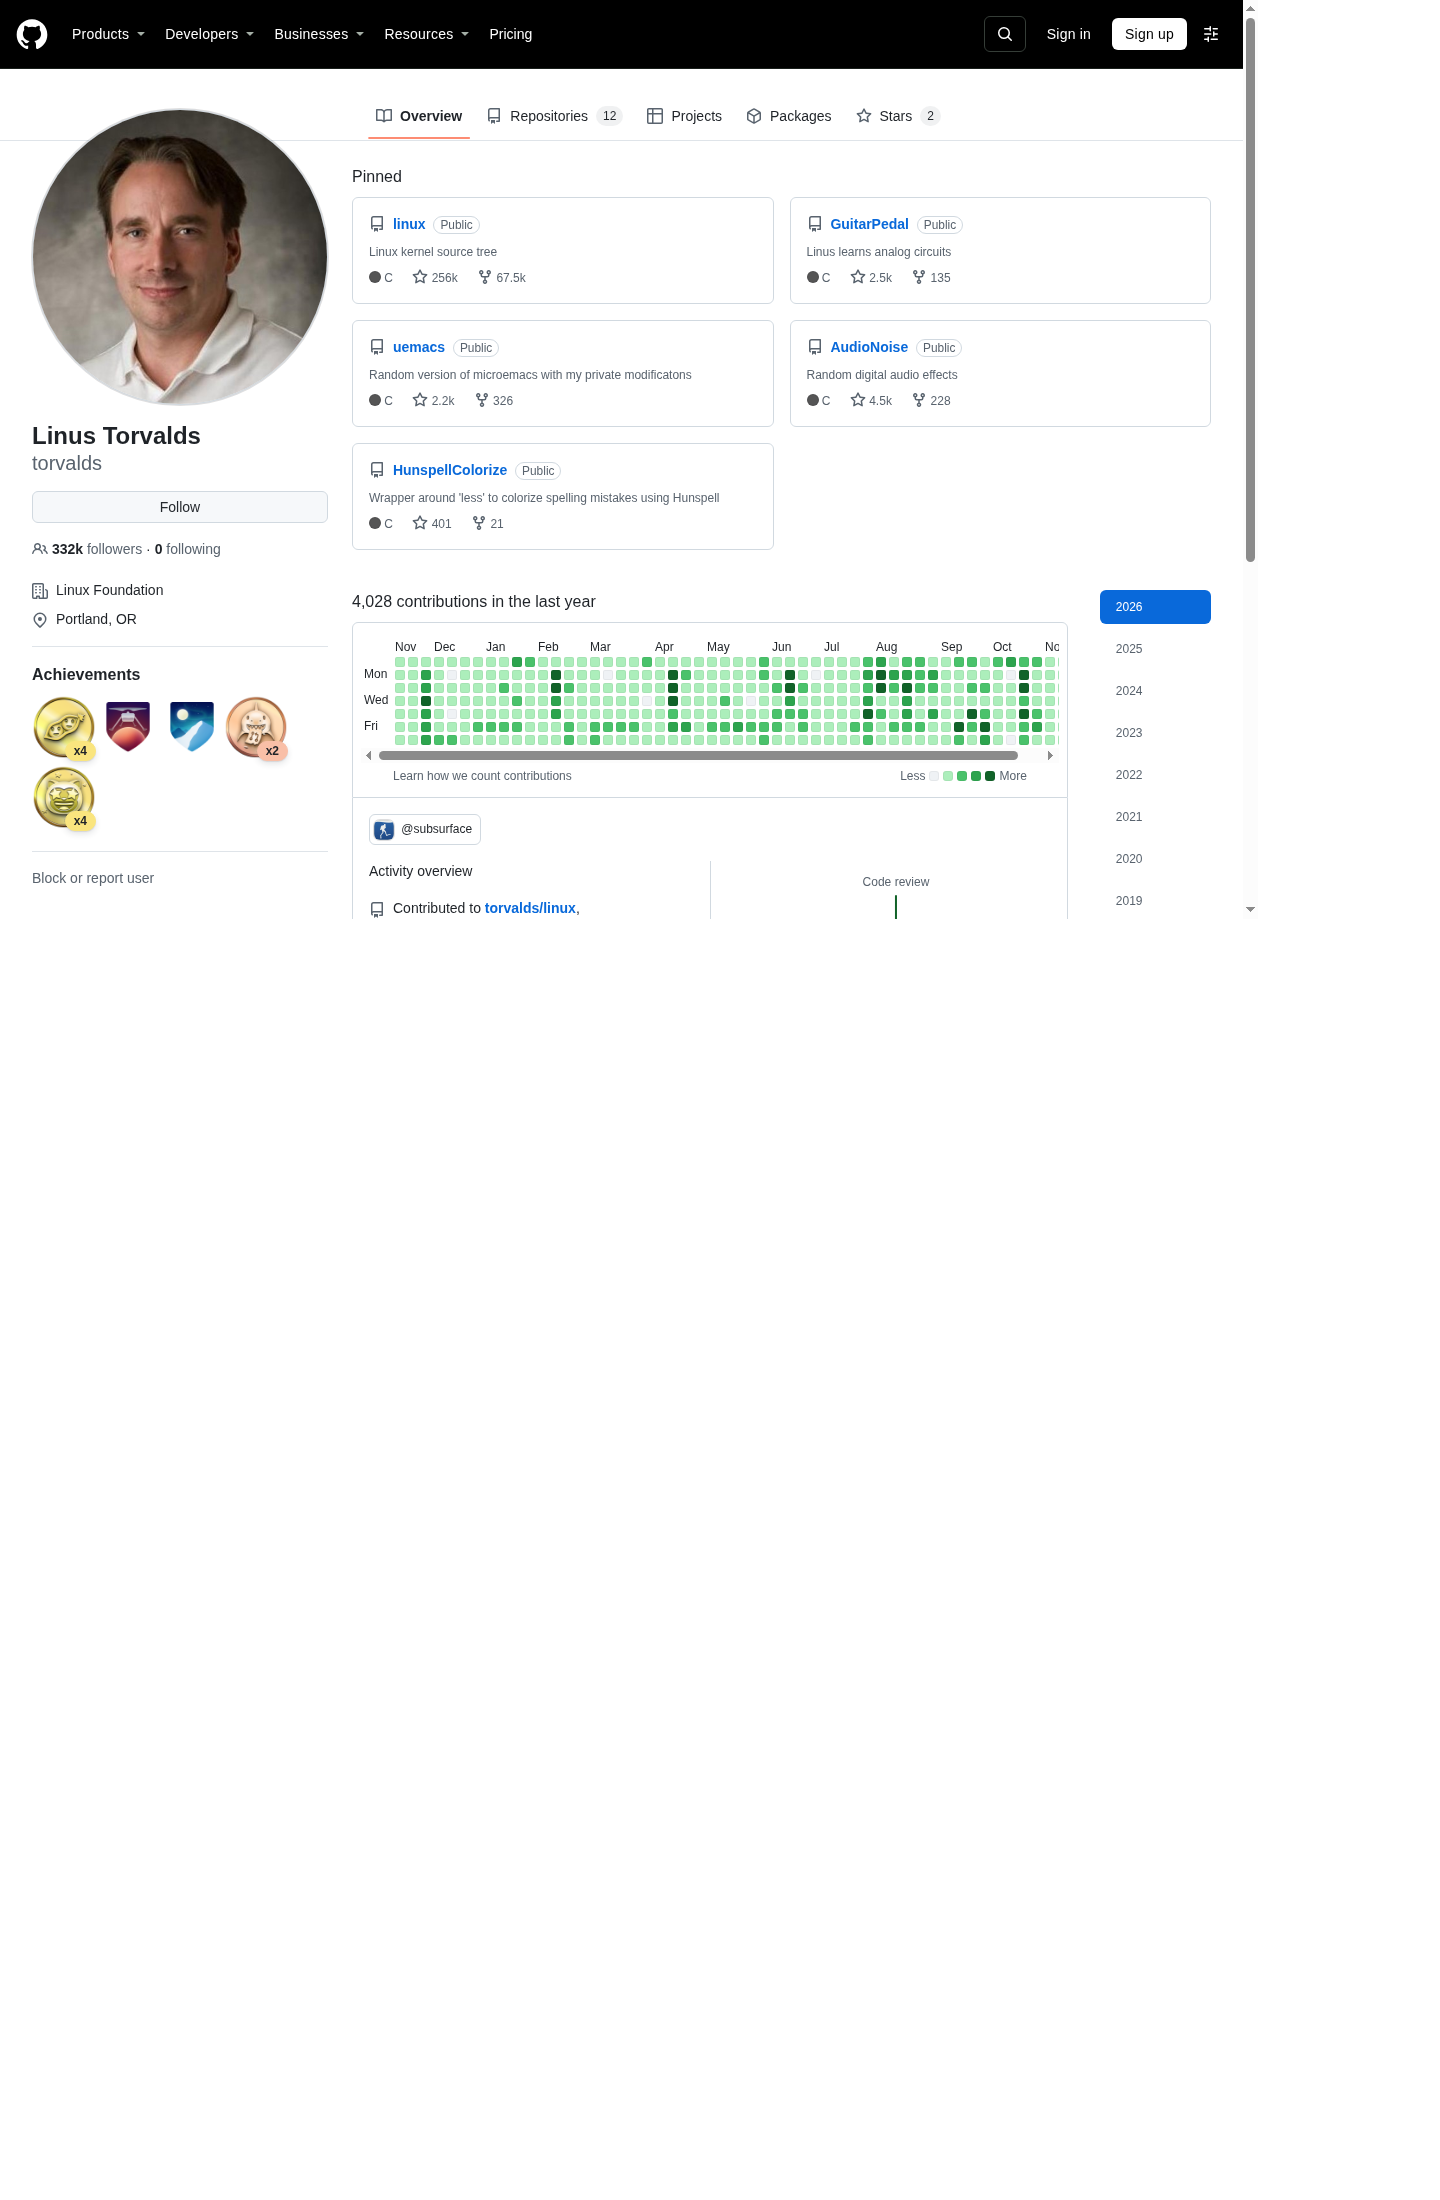 Products Developers Businesses Resources Pricing Sign in Sign up
Overview Repositories 12 Projects Packages Stars 2
Linus Torvalds
torvalds
Follow
332k followers · 0 following
Linux Foundation
Portland, OR
Achievements
x4 x2
x4
Block or report user
Pinned
linux Public
Linux kernel source tree
C 256k 67.5k
GuitarPedal Public
Linus learns analog circuits
C 2.5k 135
uemacs Public
Random version of microemacs with my private modificatons
C 2.2k 326
AudioNoise Public
Random digital audio effects
C 4.5k 228
HunspellColorize Public
Wrapper around 'less' to colorize spelling mistakes using Hunspell
C 401 21
4,028 contributions in the last year
Nov Dec Jan Feb Mar Apr May Jun Jul Aug Sep Oct No
Mon
Wed
Fri
Learn how we count contributions Less More
@subsurface
Activity overview
Contributed to torvalds/linux,
Code review
2026
2025
2024
2023
2022
2021
2020
2019